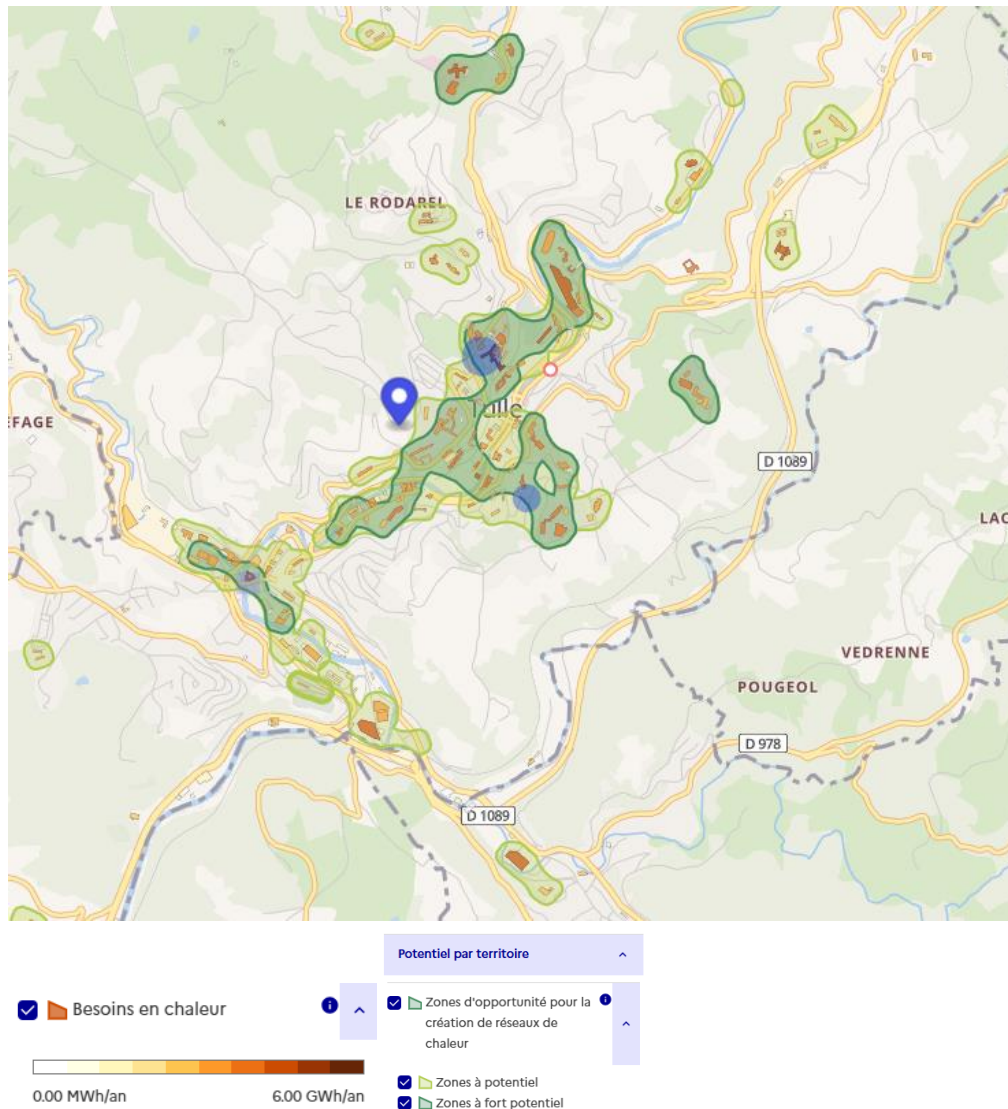 LE RODAREL
Tulle
EFAGE
D 1089
LAC
VEDRENNE
POUGEOL
D 978
D 1089
Potentiel par territoire
Besoins en chaleur
0.00 MWh/an
6.00 GWh/an
Zones d'opportunité pour la
création de réseaux de
chaleur
Zones à potentiel
Zones à fort potentiel